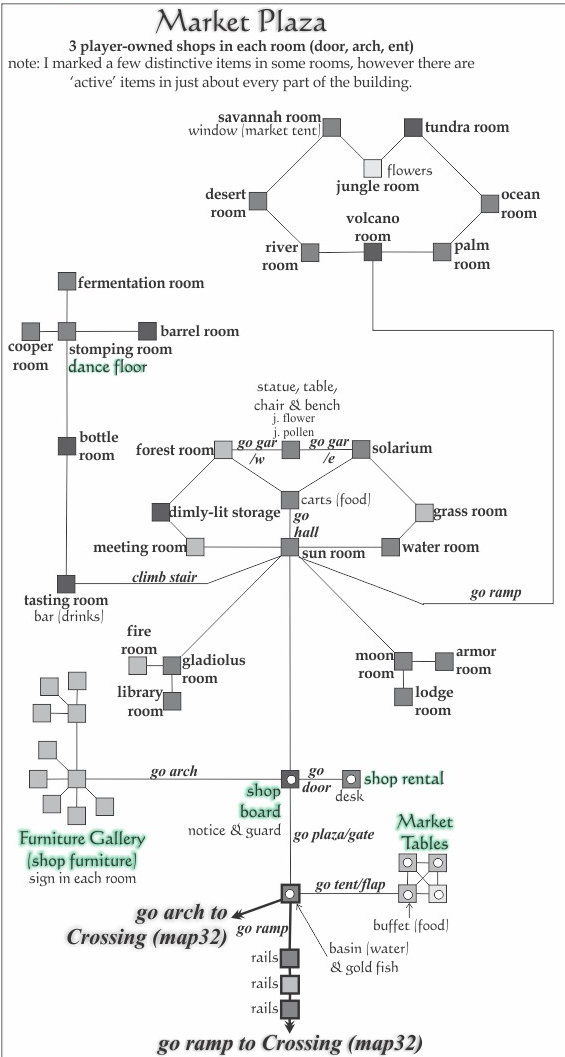 Market Plaza
3 player-owned shops in each room (door, arch, ent)
note: I marked a few distinctive items in some rooms, however there are
'active' items in just about every part of the building.
savannah room
window (market tent)
tundra room
flowers
jungle room
desert
room
ocean
room
volcano
room
river
room
palm
room
fermentation room
barrel room
cooper
room
stomping room
dance floor
statue, table,
chair & bench
j. flower
j. pollen
bottle
room
forest room
go gar
/w
go gar
/e
solarium
carts (food)
dimly-lit storage
go
hall
grass room
meeting room
sun room
water room
climb stair
go ramp
tasting room
bar (drinks)
fire
room
gladiolus
room
library
room
moon
room
armor
room
lodge
room
go arch
go
door
shop rental
desk
shop
board
notice & guard
Furniture Gallery
(shop furniture)
sign in each room
go plaza/gate
Market
Tables
go tent/flap
buffet (food)
go arch to
Crossing (map32)
go ramp
basin (water)
& gold fish
rails
rails
rails
go ramp to Crossing (map32)